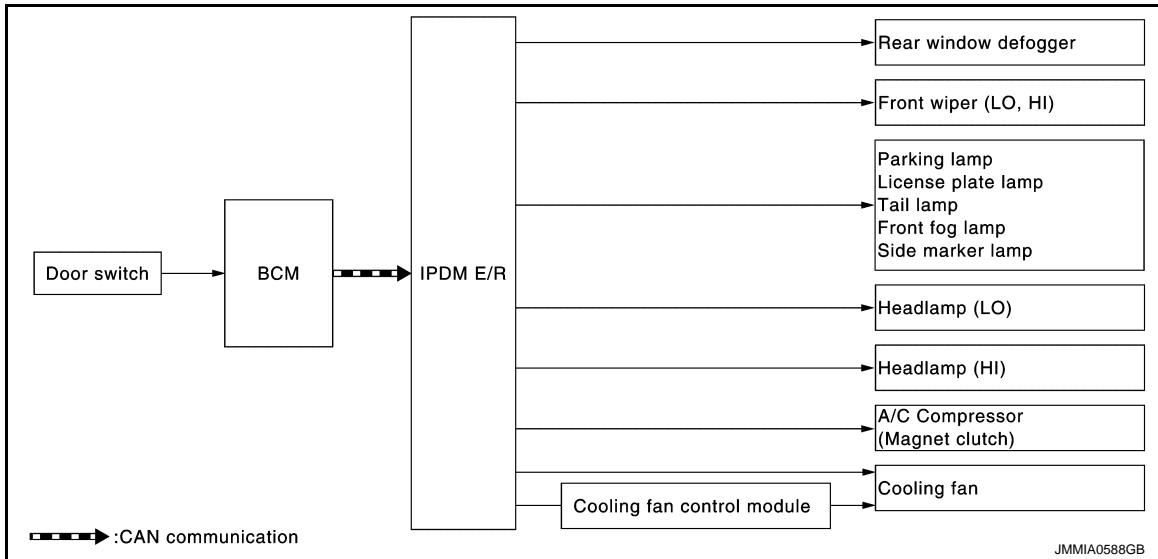 Door switch
BCM
IPDM E/R
Rear window defogger
Front wiper (LO, HI)
Parking lamp
License plate lamp
Tail lamp
Front fog lamp
Side marker lamp
Headlamp (LO)
Headlamp (HI)
A/C Compressor
(Magnet clutch)
Cooling fan
Cooling fan control module
:CAN communication
JMMIA0588GB